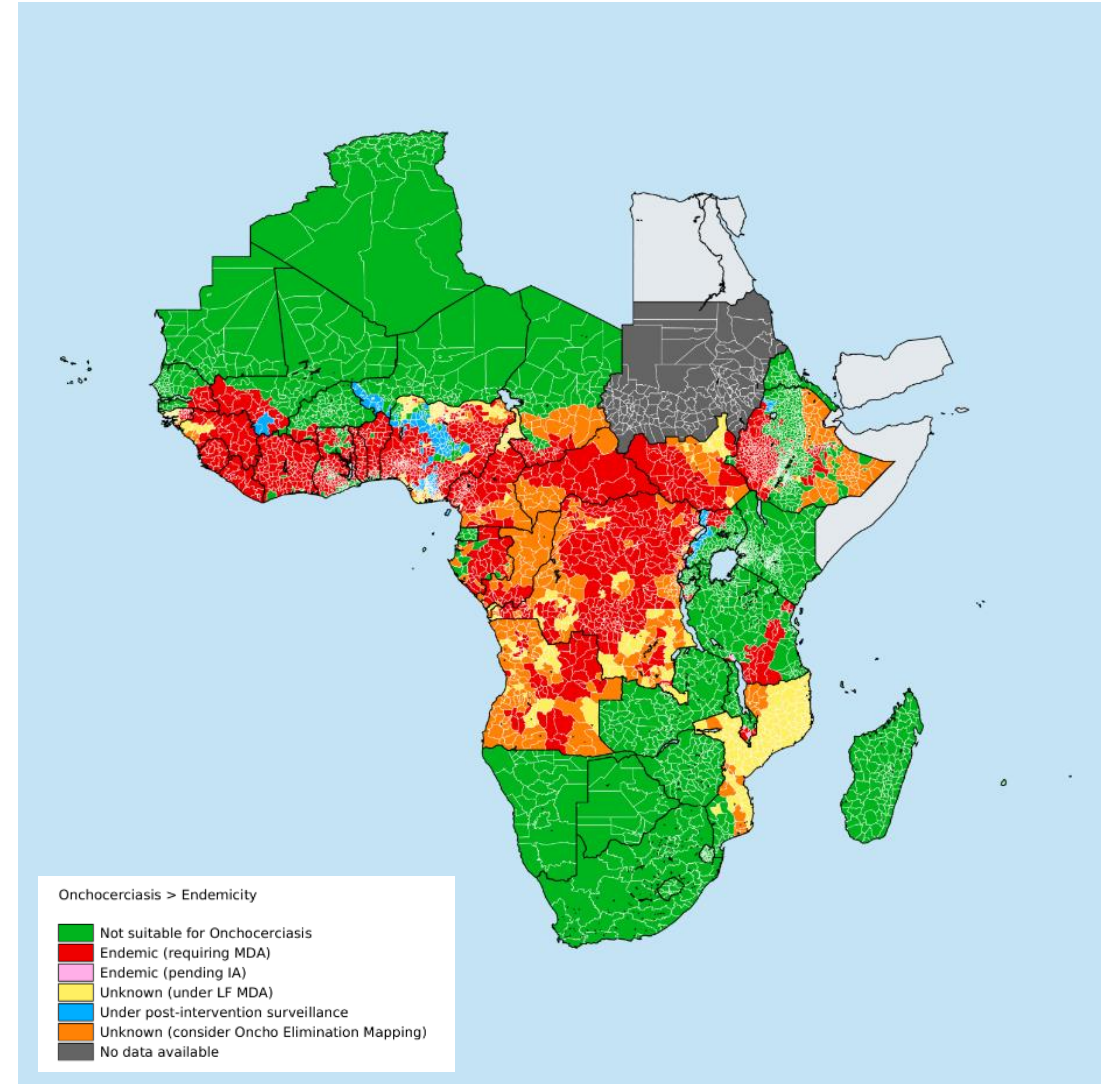 Onchocerciasis > Endemicity
Not suitable for Onchocerciasis
Endemic (requiring MDA)
Endemic (pending IA)
Unknown (under LF MDA)
Under post-intervention surveillance
Unknown (consider Oncho Elimination Mapping)
No data available